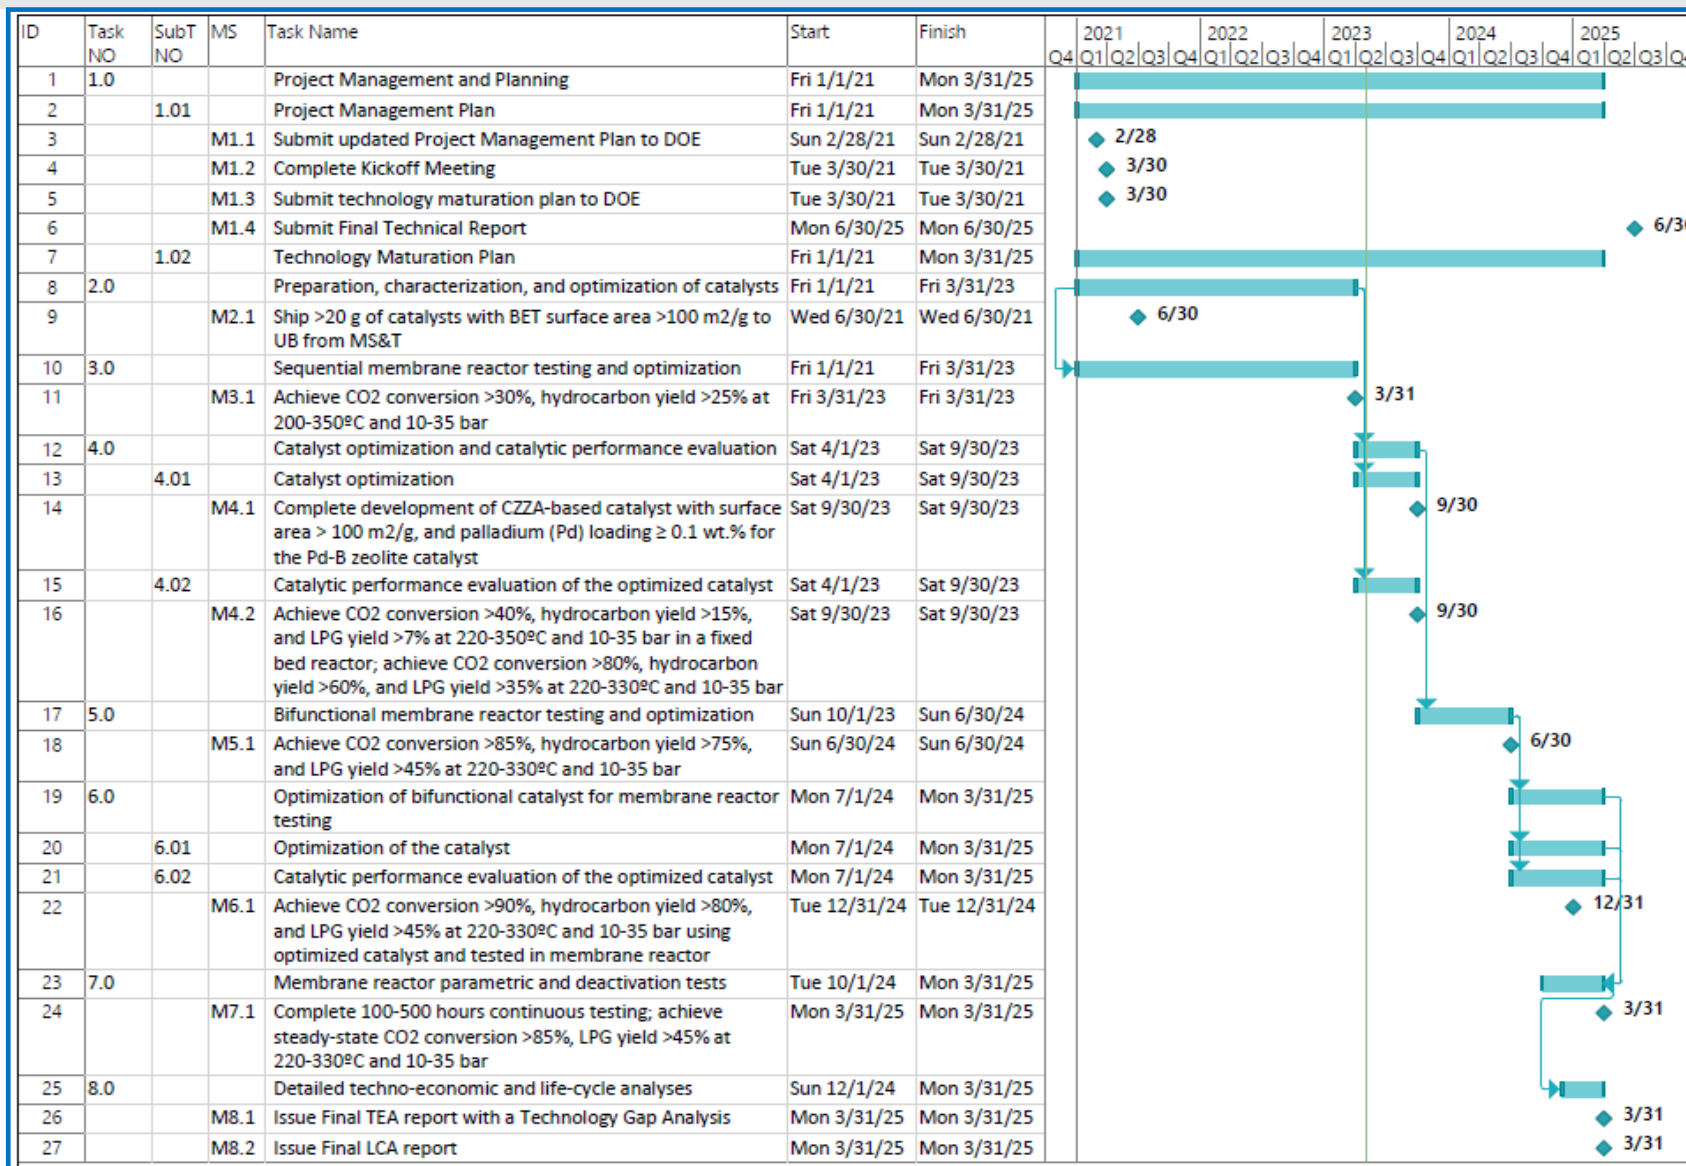 ID Task NO SubT NO MS Task Name Start Finish 2021 2022 2023 2024 2025
Q4 Q1 Q2 Q3 Q4 Q1 Q2 Q3 Q4 Q1 Q2 Q3 Q4 Q1 Q2 Q3 Q4 Q1 Q2 Q3 Q4
1 1.0 Project Management and Planning Fri 1/1/21 Mon 3/31/25
2 1.01 Project Management Plan Fri 1/1/21 Mon 3/31/25
3 M1.1 Submit updated Project Management Plan to DOE Sun 2/28/21 Sun 2/28/21 2/28
4 M1.2 Complete Kickoff Meeting Tue 3/30/21 Tue 3/30/21 3/30
5 M1.3 Submit technology maturation plan to DOE Tue 3/30/21 Tue 3/30/21 3/30
6 M1.4 Submit Final Technical Report Mon 6/30/25 Mon 6/30/25 6/30
7 1.02 Technology Maturation Plan Fri 1/1/21 Mon 3/31/25
8 2.0 Preparation, characterization, and optimization of catalysts Fri 1/1/21 Fri 3/31/23
9 M2.1 Ship >20 g of catalysts with BET surface area >100 m2/g to Wed 6/30/21 Wed 6/30/21 6/30
UB from MS&T
10 3.0 Sequential membrane reactor testing and optimization Fri 1/1/21 Fri 3/31/23
11 M3.1 Achieve CO2 conversion >30%, hydrocarbon yield >25% at Fri 3/31/23 Fri 3/31/23 3/31
200-350ºC and 10-35 bar
12 4.0 Catalyst optimization and catalytic performance evaluation Sat 4/1/23 Sat 9/30/23
13 4.01 Catalyst optimization Sat 4/1/23 Sat 9/30/23
14 M4.1 Complete development of CZZA-based catalyst with surface Sat 9/30/23 Sat 9/30/23 9/30
area > 100 m2/g, and palladium (Pd) loading ≥ 0.1 wt.% for
the Pd-B zeolite catalyst
15 4.02 Catalytic performance evaluation of the optimized catalyst Sat 4/1/23 Sat 9/30/23
16 M4.2 Achieve CO2 conversion >40%, hydrocarbon yield >15%, Sat 9/30/23 Sat 9/30/23 9/30
and LPG yield >7% at 220-350ºC and 10-35 bar in a fixed
bed reactor; achieve CO2 conversion >80%, hydrocarbon
yield >60%, and LPG yield >35% at 220-330ºC and 10-35 bar
17 5.0 Bifunctional membrane reactor testing and optimization Sun 10/1/23 Sun 6/30/24
18 M5.1 Achieve CO2 conversion >85%, hydrocarbon yield >75%, Sun 6/30/24 Sun 6/30/24 6/30
and LPG yield >45% at 220-330ºC and 10-35 bar
19 6.0 Optimization of bifunctional catalyst for membrane reactor Mon 7/1/24 Mon 3/31/25
testing
20 6.01 Optimization of the catalyst Mon 7/1/24 Mon 3/31/25
21 6.02 Catalytic performance evaluation of the optimized catalyst Mon 7/1/24 Mon 3/31/25
22 M6.1 Achieve CO2 conversion >90%, hydrocarbon yield >80%, Tue 12/31/24 Tue 12/31/24 12/31
and LPG yield >45% at 220-330ºC and 10-35 bar using
optimized catalyst and tested in membrane reactor
23 7.0 Membrane reactor parametric and deactivation tests Tue 10/1/24 Mon 3/31/25
24 M7.1 Complete 100-500 hours continuous testing; achieve Mon 3/31/25 Mon 3/31/25 3/31
steady-state CO2 conversion >85%, LPG yield >45% at
220-330ºC and 10-35 bar
25 8.0 Detailed techno-economic and life-cycle analyses Sun 12/1/24 Mon 3/31/25
26 M8.1 Issue Final TEA report with a Technology Gap Analysis Mon 3/31/25 Mon 3/31/25 3/31
27 M8.2 Issue Final LCA report Mon 3/31/25 Mon 3/31/25 3/31